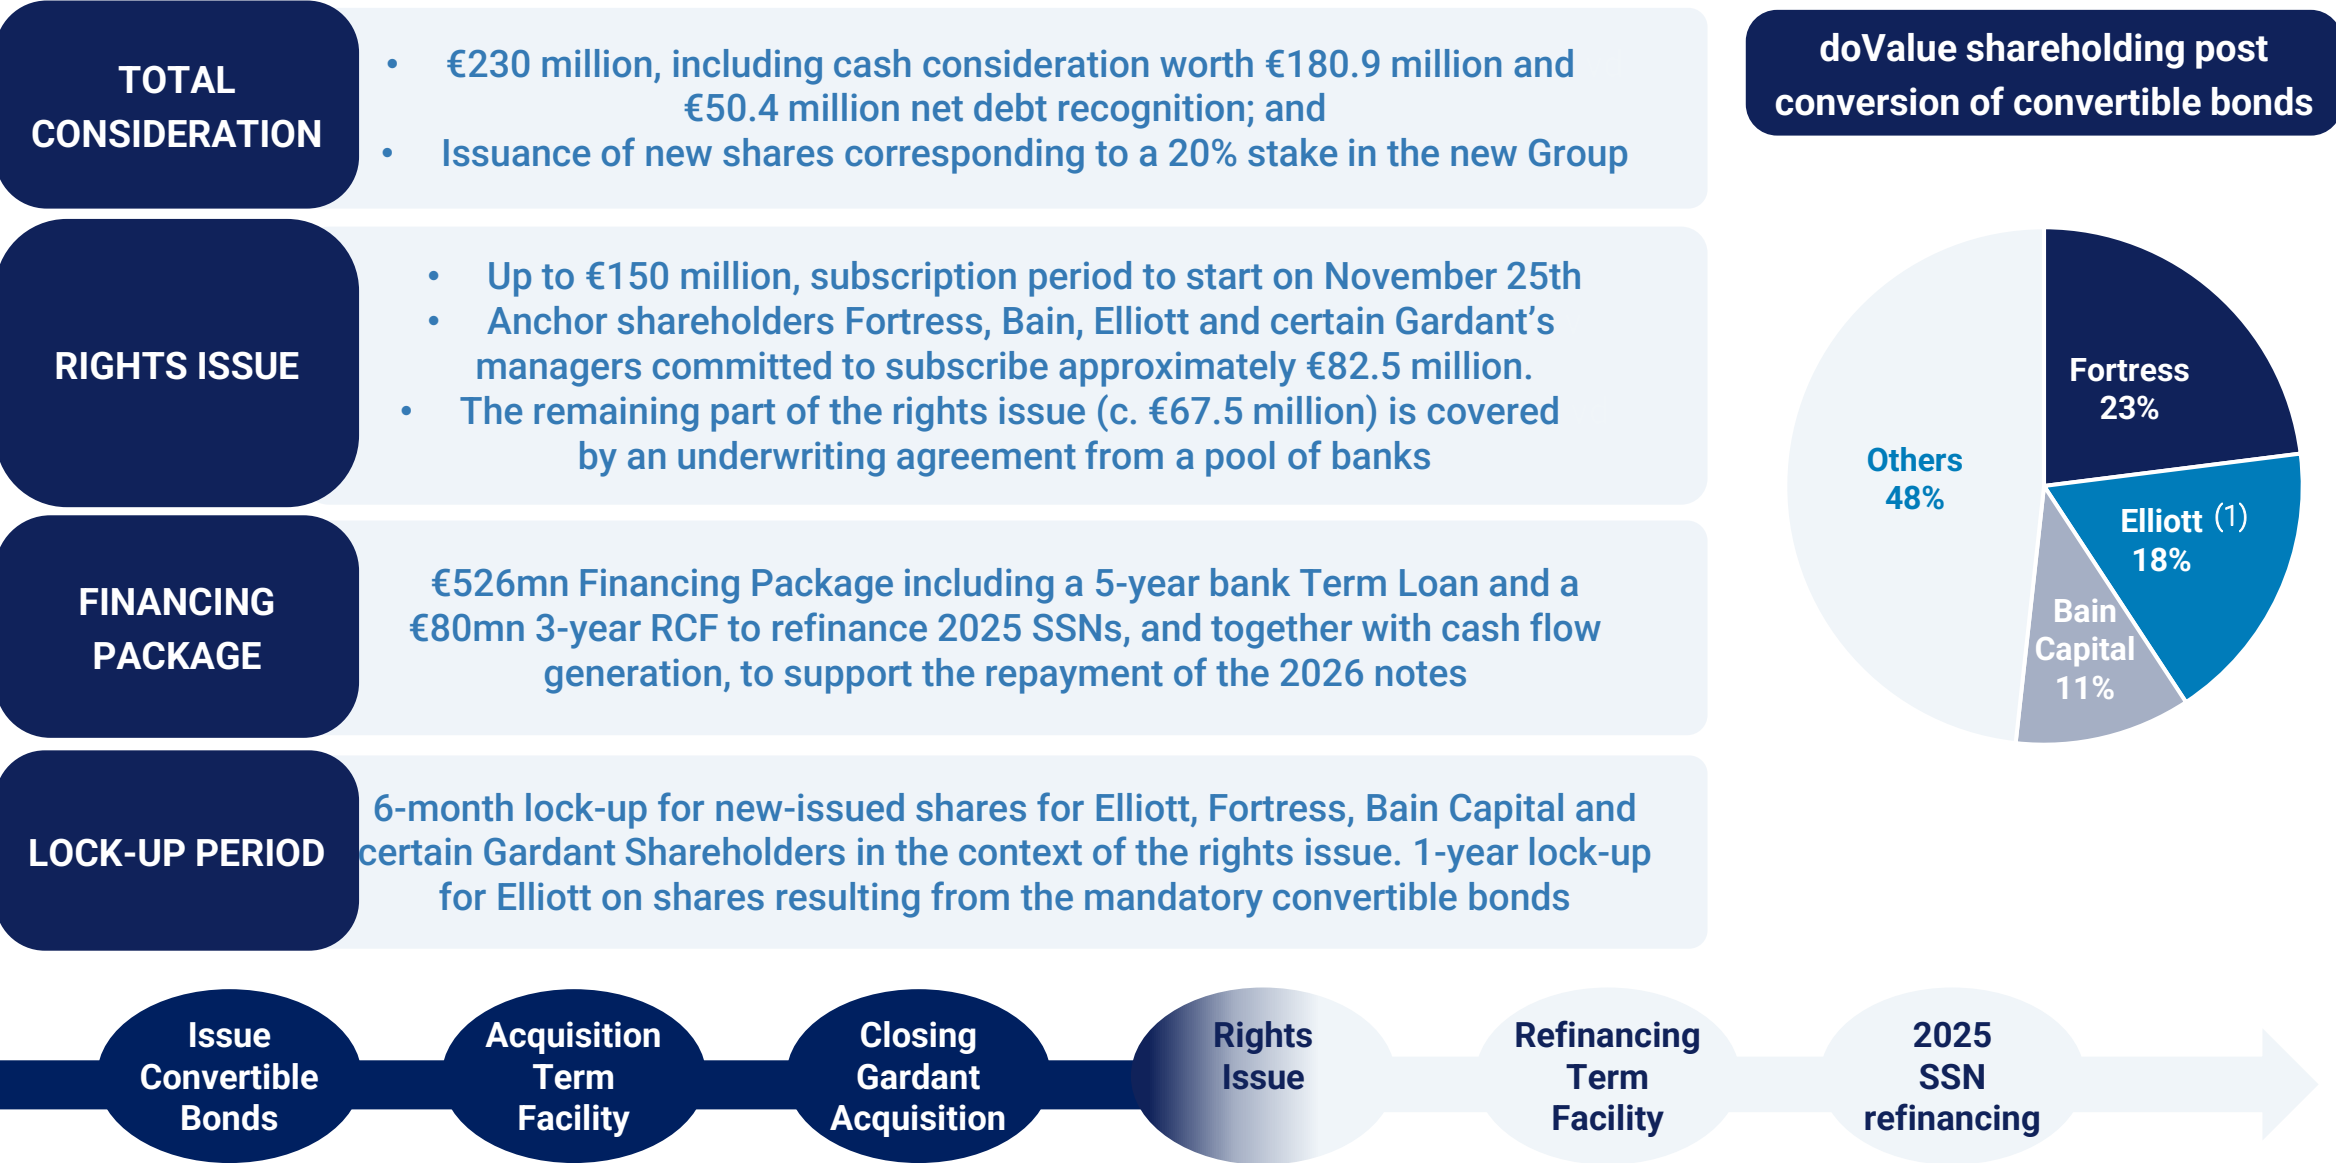 TOTAL
CONSIDERATION
• €230 million, including cash consideration worth €180.9 million and
€50.4 million net debt recognition; and
• Issuance of new shares corresponding to a 20% stake in the new Group
RIGHTS ISSUE
• Up to €150 million, subscription period to start on November 25th
• Anchor shareholders Fortress, Bain, Elliott and certain Gardant’s
managers committed to subscribe approximately €82.5 million.
• The remaining part of the rights issue (c. €67.5 million) is covered
by an underwriting agreement from a pool of banks
FINANCING
PACKAGE
€526mn Financing Package including a 5-year bank Term Loan and a
€80mn 3-year RCF to refinance 2025 SSNs, and together with cash flow
generation, to support the repayment of the 2026 notes
LOCK-UP PERIOD
6-month lock-up for new-issued shares for Elliott, Fortress, Bain Capital and
certain Gardant Shareholders in the context of the rights issue. 1-year lock-up
for Elliott on shares resulting from the mandatory convertible bonds
doValue shareholding post
conversion of convertible bonds
Fortress
23%
Elliott (1)
18%
Bain
Capital
11%
Others
48%
Issue
Convertible
Bonds
Acquisition
Term
Facility
Closing
Gardant
Acquisition
Rights
Issue
Refinancing
Term
Facility
2025
SSN
refinancing